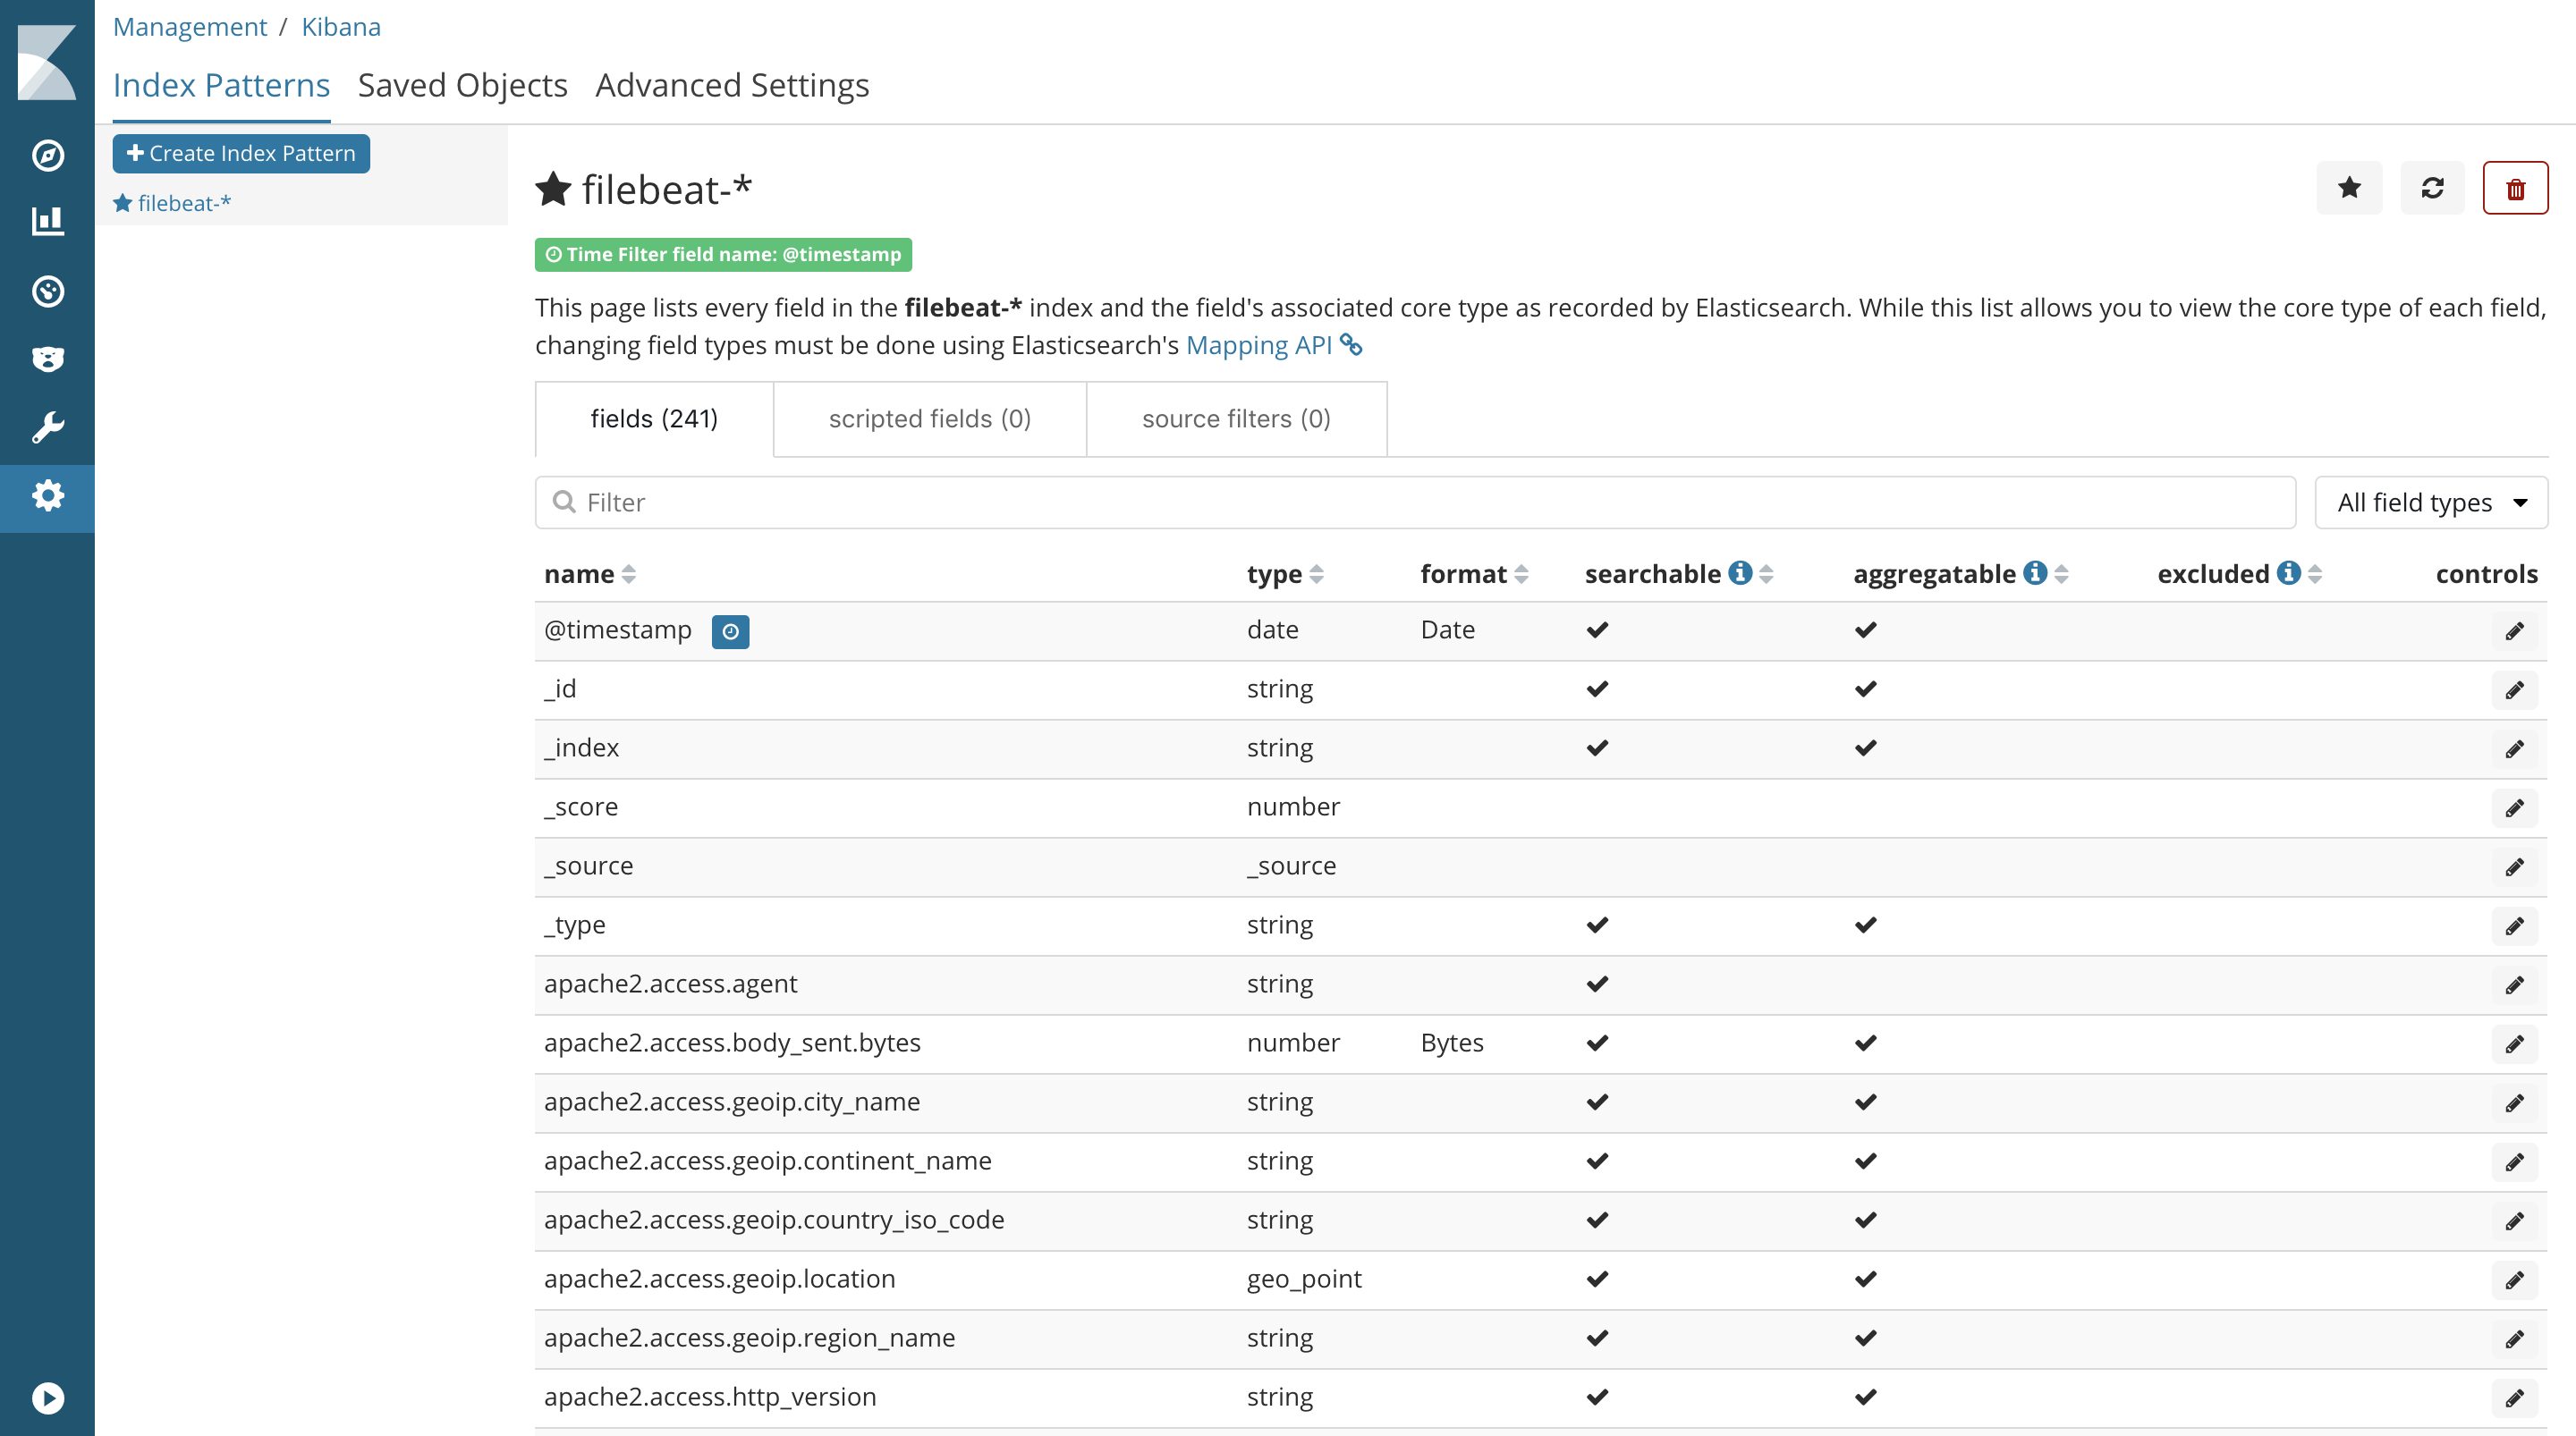 Management / Kibana
Index Patterns Saved Objects Advanced Settings
Create Index Pattern
filebeat-*
filebeat-*
Time Filter field name: @timestamp
This page lists every field in the filebeat-* index and the field's associated core type as recorded by Elasticsearch. While this list allows you to view the core type of each field,
changing field types must be done using Elasticsearch's Mapping API
fields (241) scripted fields (0) source filters (0)
Filter All field types
name type format searchable aggregatable excluded controls
@timestamp date Date
_id string
_index string
_score number
_source _source
_type string
apache2.access.agent string
apache2.access.body_sent.bytes number Bytes
apache2.access.geoip.city_name string
apache2.access.geoip.continent_name string
apache2.access.geoip.country_iso_code string
apache2.access.geoip.location geo_point
apache2.access.geoip.region_name string
apache2.access.http_version string